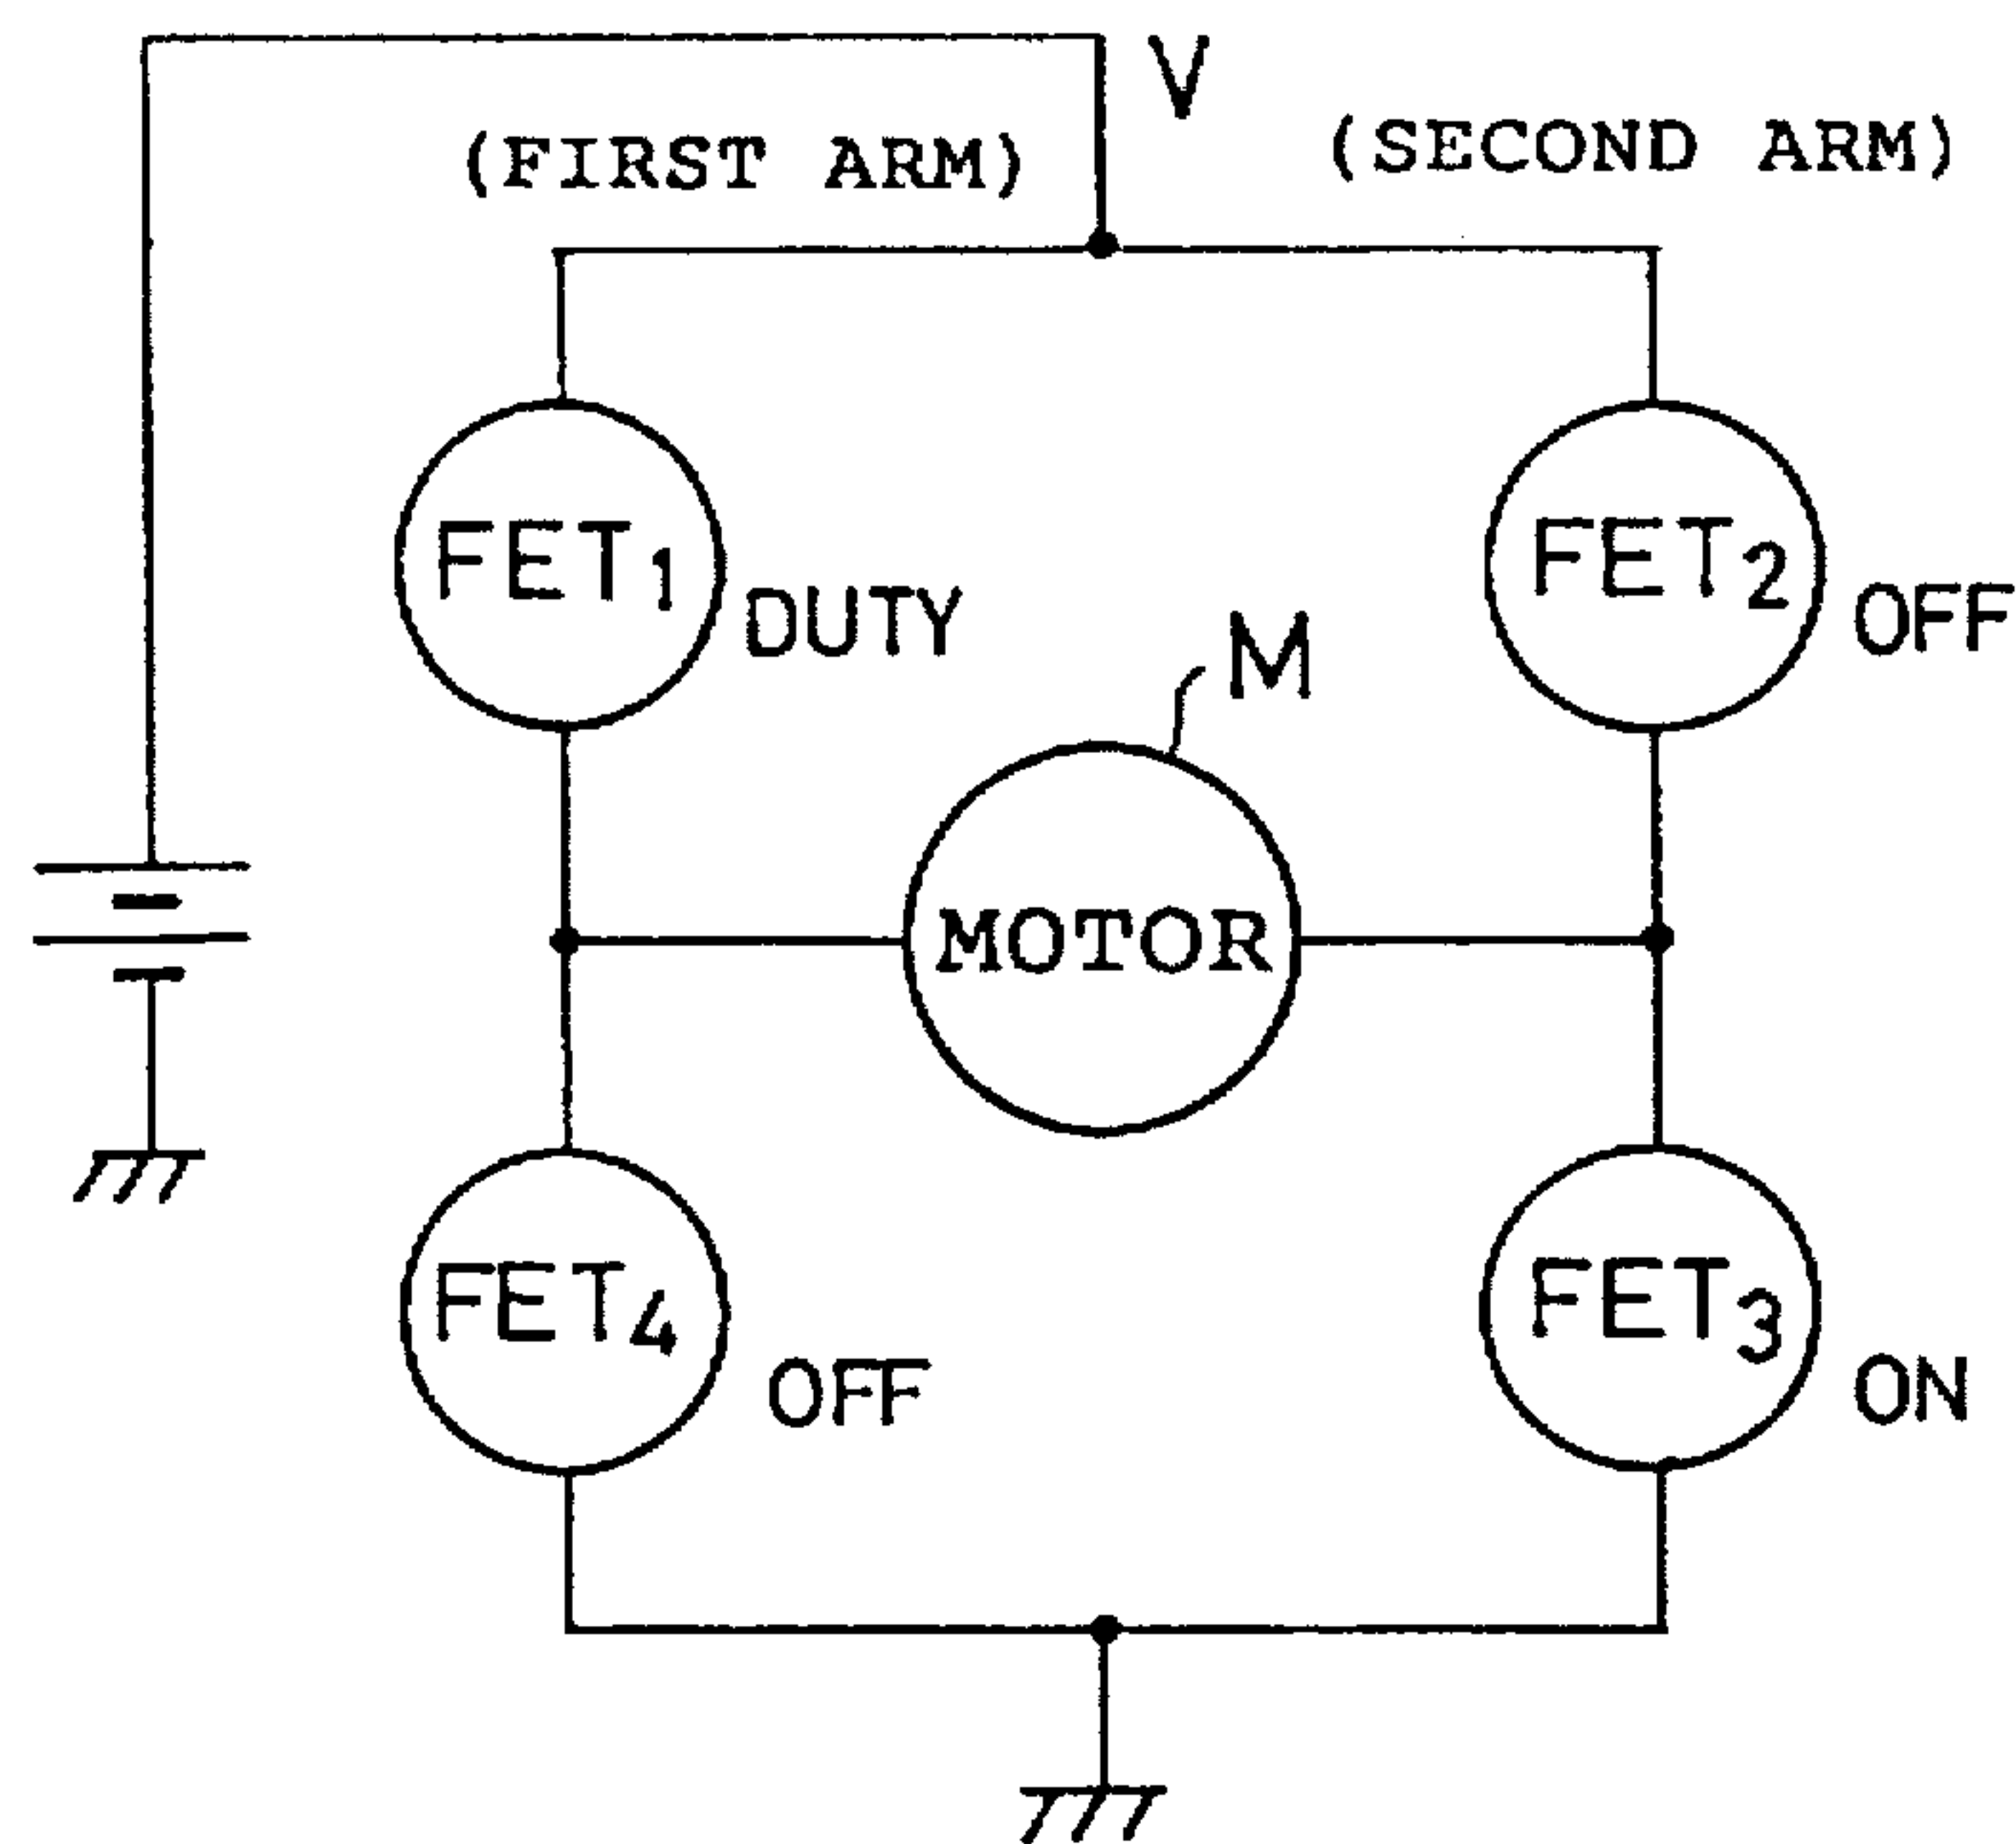 V
(FIRST ARM)
(SECOND ARM)
FET1
DUTY
FET2
OFF
M
MOTOR
FET4
OFF
FET3
ON